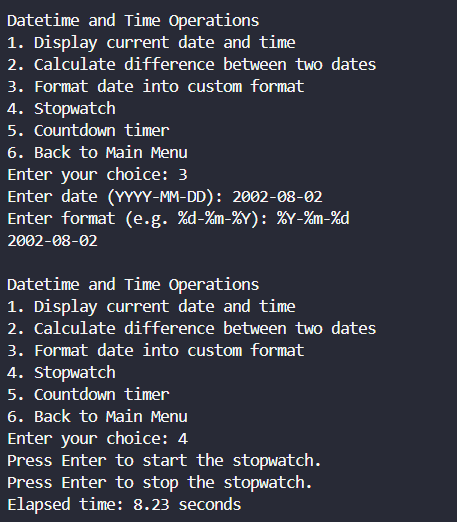 Datetime and Time Operations
1. Display current date and time
2. Calculate difference between two dates
3. Format date into custom format
4. Stopwatch
5. Countdown timer
6. Back to Main Menu
Enter your choice: 3
Enter date (YYYY-MM-DD): 2002-08-02
Enter format (e.g. %d-%m-%Y): %Y-%m-%d
2002-08-02

Datetime and Time Operations
1. Display current date and time
2. Calculate difference between two dates
3. Format date into custom format
4. Stopwatch
5. Countdown timer
6. Back to Main Menu
Enter your choice: 4
Press Enter to start the stopwatch.
Press Enter to stop the stopwatch.
Elapsed time: 8.23 seconds